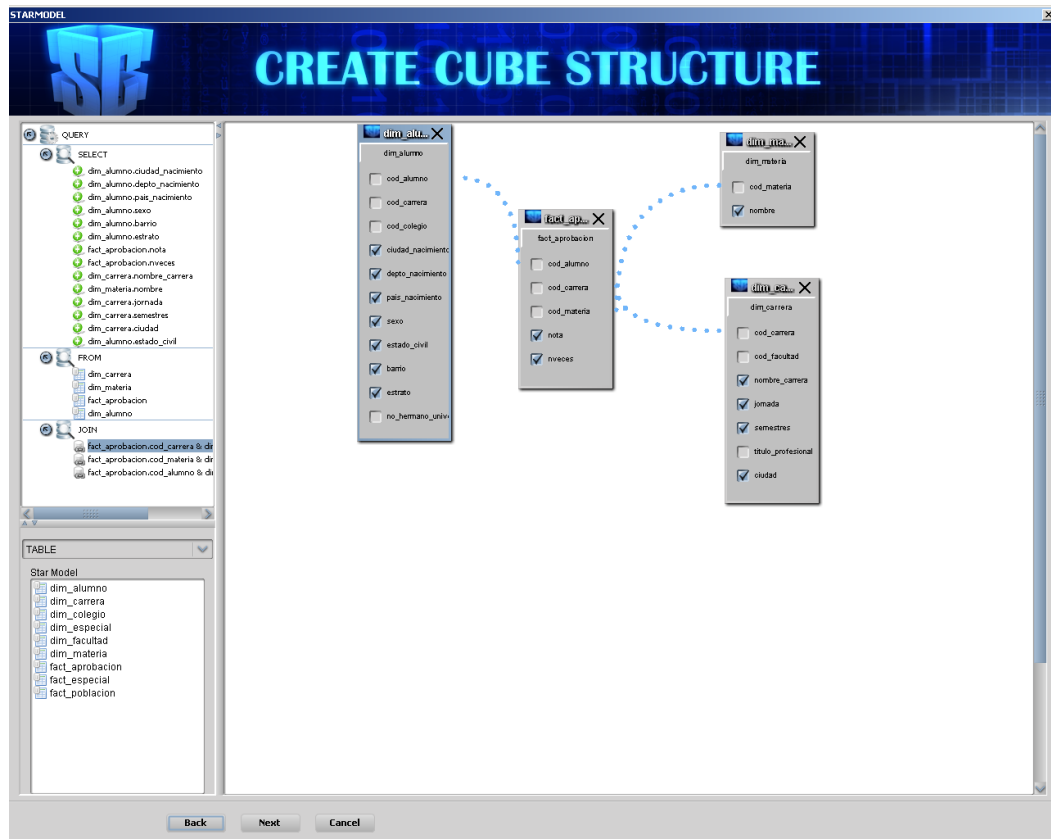 STARMODEL
SC
CREATE CUBE STRUCTURE
QUERY
SELECT
dim_alumno.ciudad_nacimiento
dim_alumno.depto_nacimiento
dim_alumno.pais_nacimiento
dim_alumno.sexo
dim_alumno.barrio
dim_alumno.estrato
fact_aprobacion.nota
fact_aprobacion.nveces
dim_carrera.nombre_carrera
dim_materia.nombre
dim_carrera.jornada
dim_carrera.semestres
dim_carrera.ciudad
dim_alumno.estado_civil
FROM
dim_carrera
dim_materia
fact_aprobacion
dim_alumno
JOIN
fact_aprobacion.cod_carrera & dir
fact_aprobacion.cod_materia & dir
fact_aprobacion.cod_alumno & dir
TABLE
Star Model
dim_alumno
dim_carrera
dim_colegio
dim_especial
dim_facultad
dim_materia
fact_aprobacion
fact_especial
fact_poblacion
dim_alu...
dim_alumno
cod_alumno
cod_carrera
cod_colegio
ciudad_nacimiento
depto_nacimiento
pais_nacimiento
sexo
estado_civil
barrio
estrato
no_hermano_univ
fact_ap...
fact_aprobacion
cod_alumno
cod_carrera
cod_materia
nota
nveces
dim_ma...
dim_materia
cod_materia
nombre
dim_ca...
dim_carrera
cod_carrera
cod_facultad
nombre_carrera
jornada
semestres
titulo_profesional
ciudad
Back Next Cancel